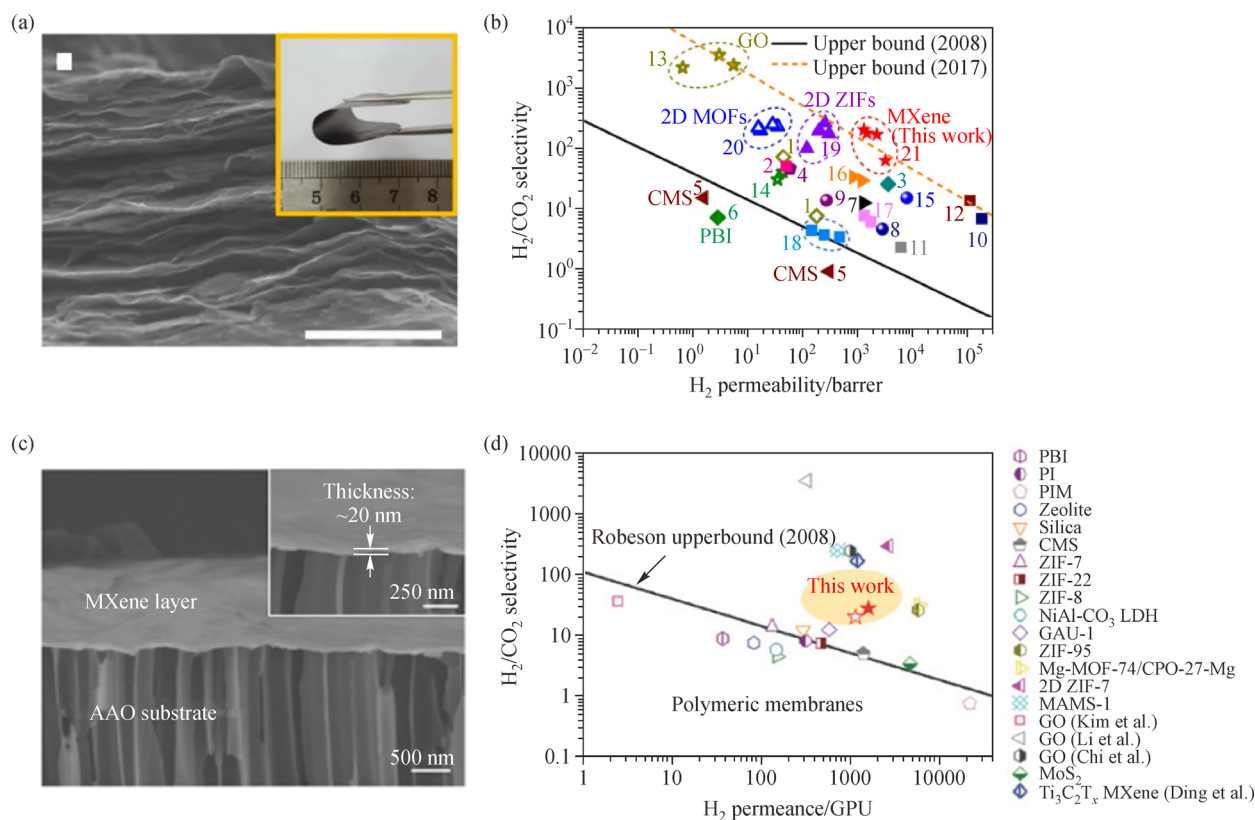 (a)
5 6 7 8
(b)
10⁴
10³
10²
10¹
10⁰
10⁻¹
H₂/CO₂ selectivity
10⁻² 10⁻¹ 10⁰ 10¹ 10² 10³ 10⁴ 10⁵
H₂ permeability/barrer
Upper bound (2008)
Upper bound (2017)
GO
13
2D MOFs
20
2D ZIFs
19
MXene
(This work)
21
1
2
4
14
16
3
CMS 5
6
PBI
1
9
7
17
15
12
8
10
18
11
CMS 5
(c)
Thickness:
~20 nm
250 nm
MXene layer
AAO substrate
500 nm
(d)
10000
1000
100
10
1
0.1
H₂/CO₂ selectivity
1 10 100 1000 10000
H₂ permeance/GPU
Robeson upperbound (2008)
This work
Polymeric membranes
PBI
PI
PIM
Zeolite
Silica
CMS
ZIF-7
ZIF-22
ZIF-8
NiAl-CO₃ LDH
GAU-1
ZIF-95
Mg-MOF-74/CPO-27-Mg
2D ZIF-7
MAMS-1
GO (Kim et al.)
GO (Li et al.)
GO (Chi et al.)
MoS₂
Ti₃C₂Tₓ MXene (Ding et al.)